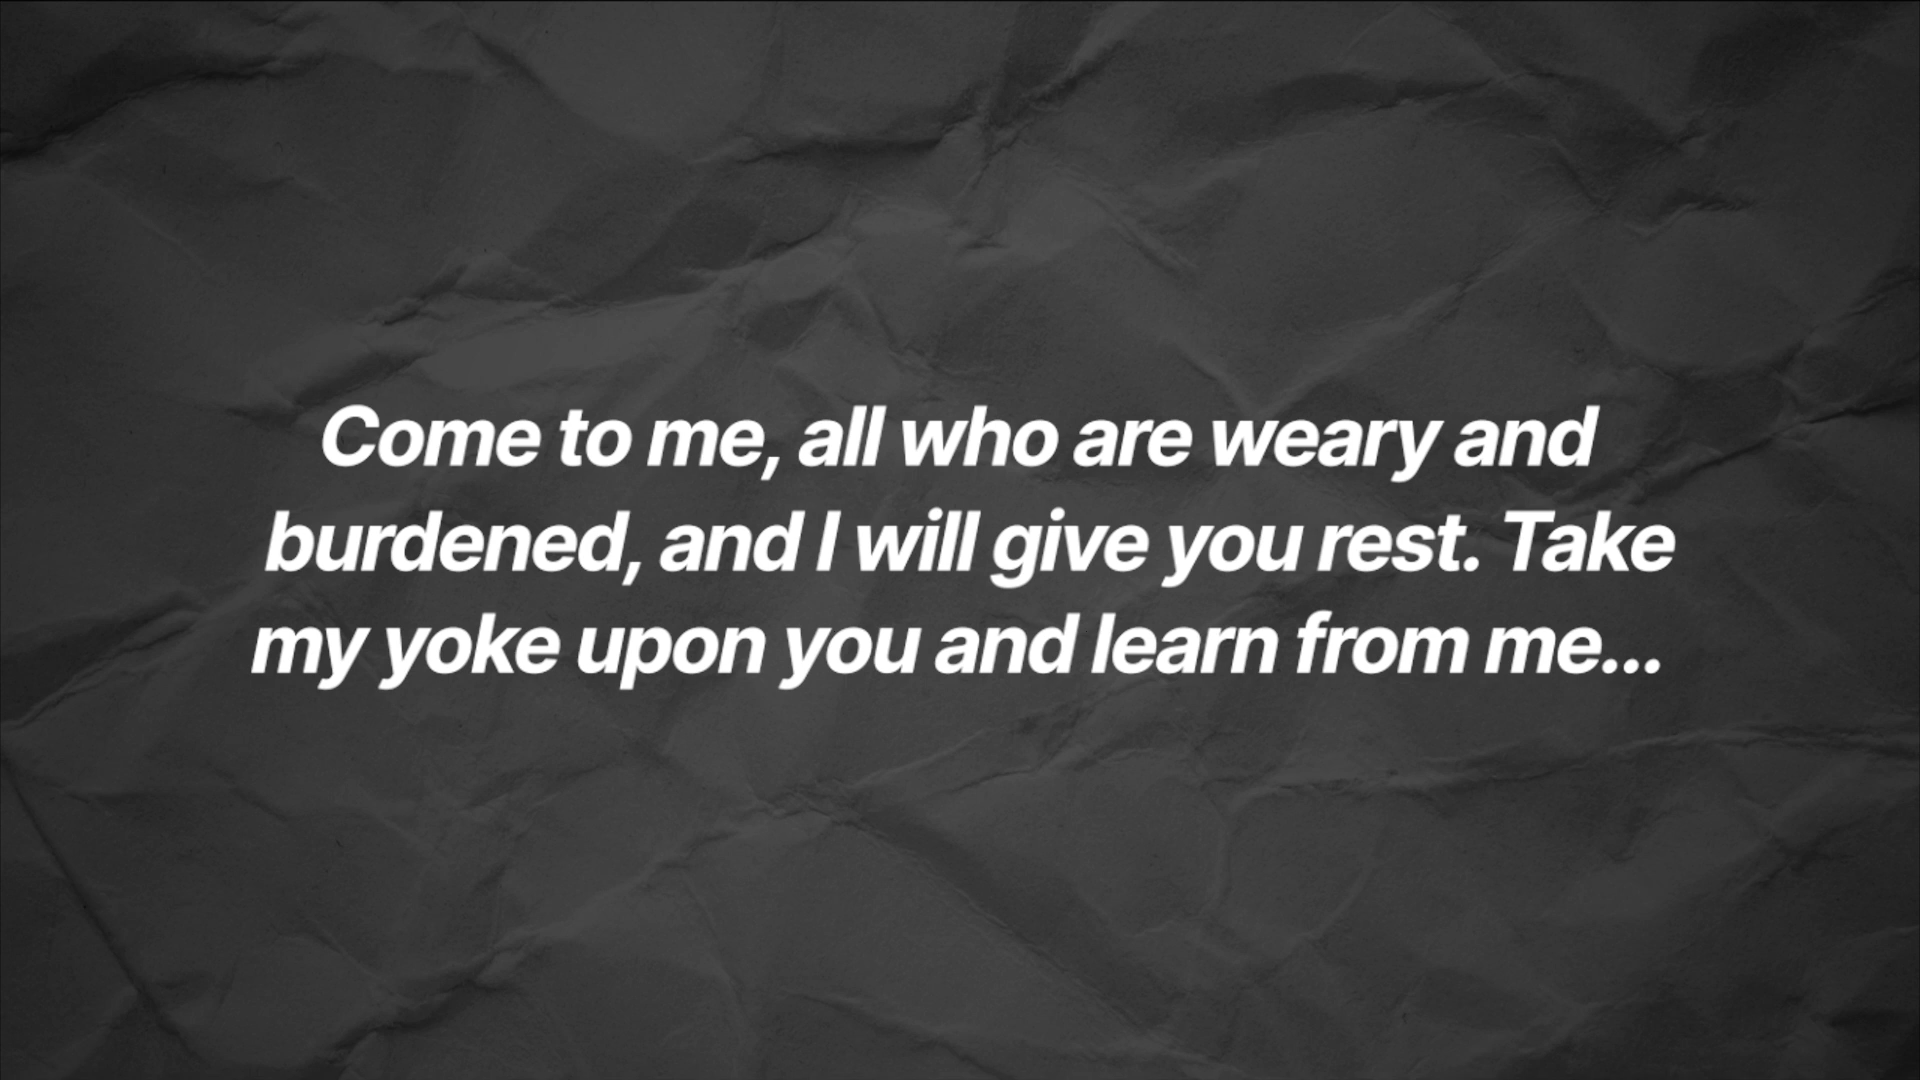 Come to me, all who are weary and
burdened, and I will give you rest. Take
my yoke upon you and learn from me...